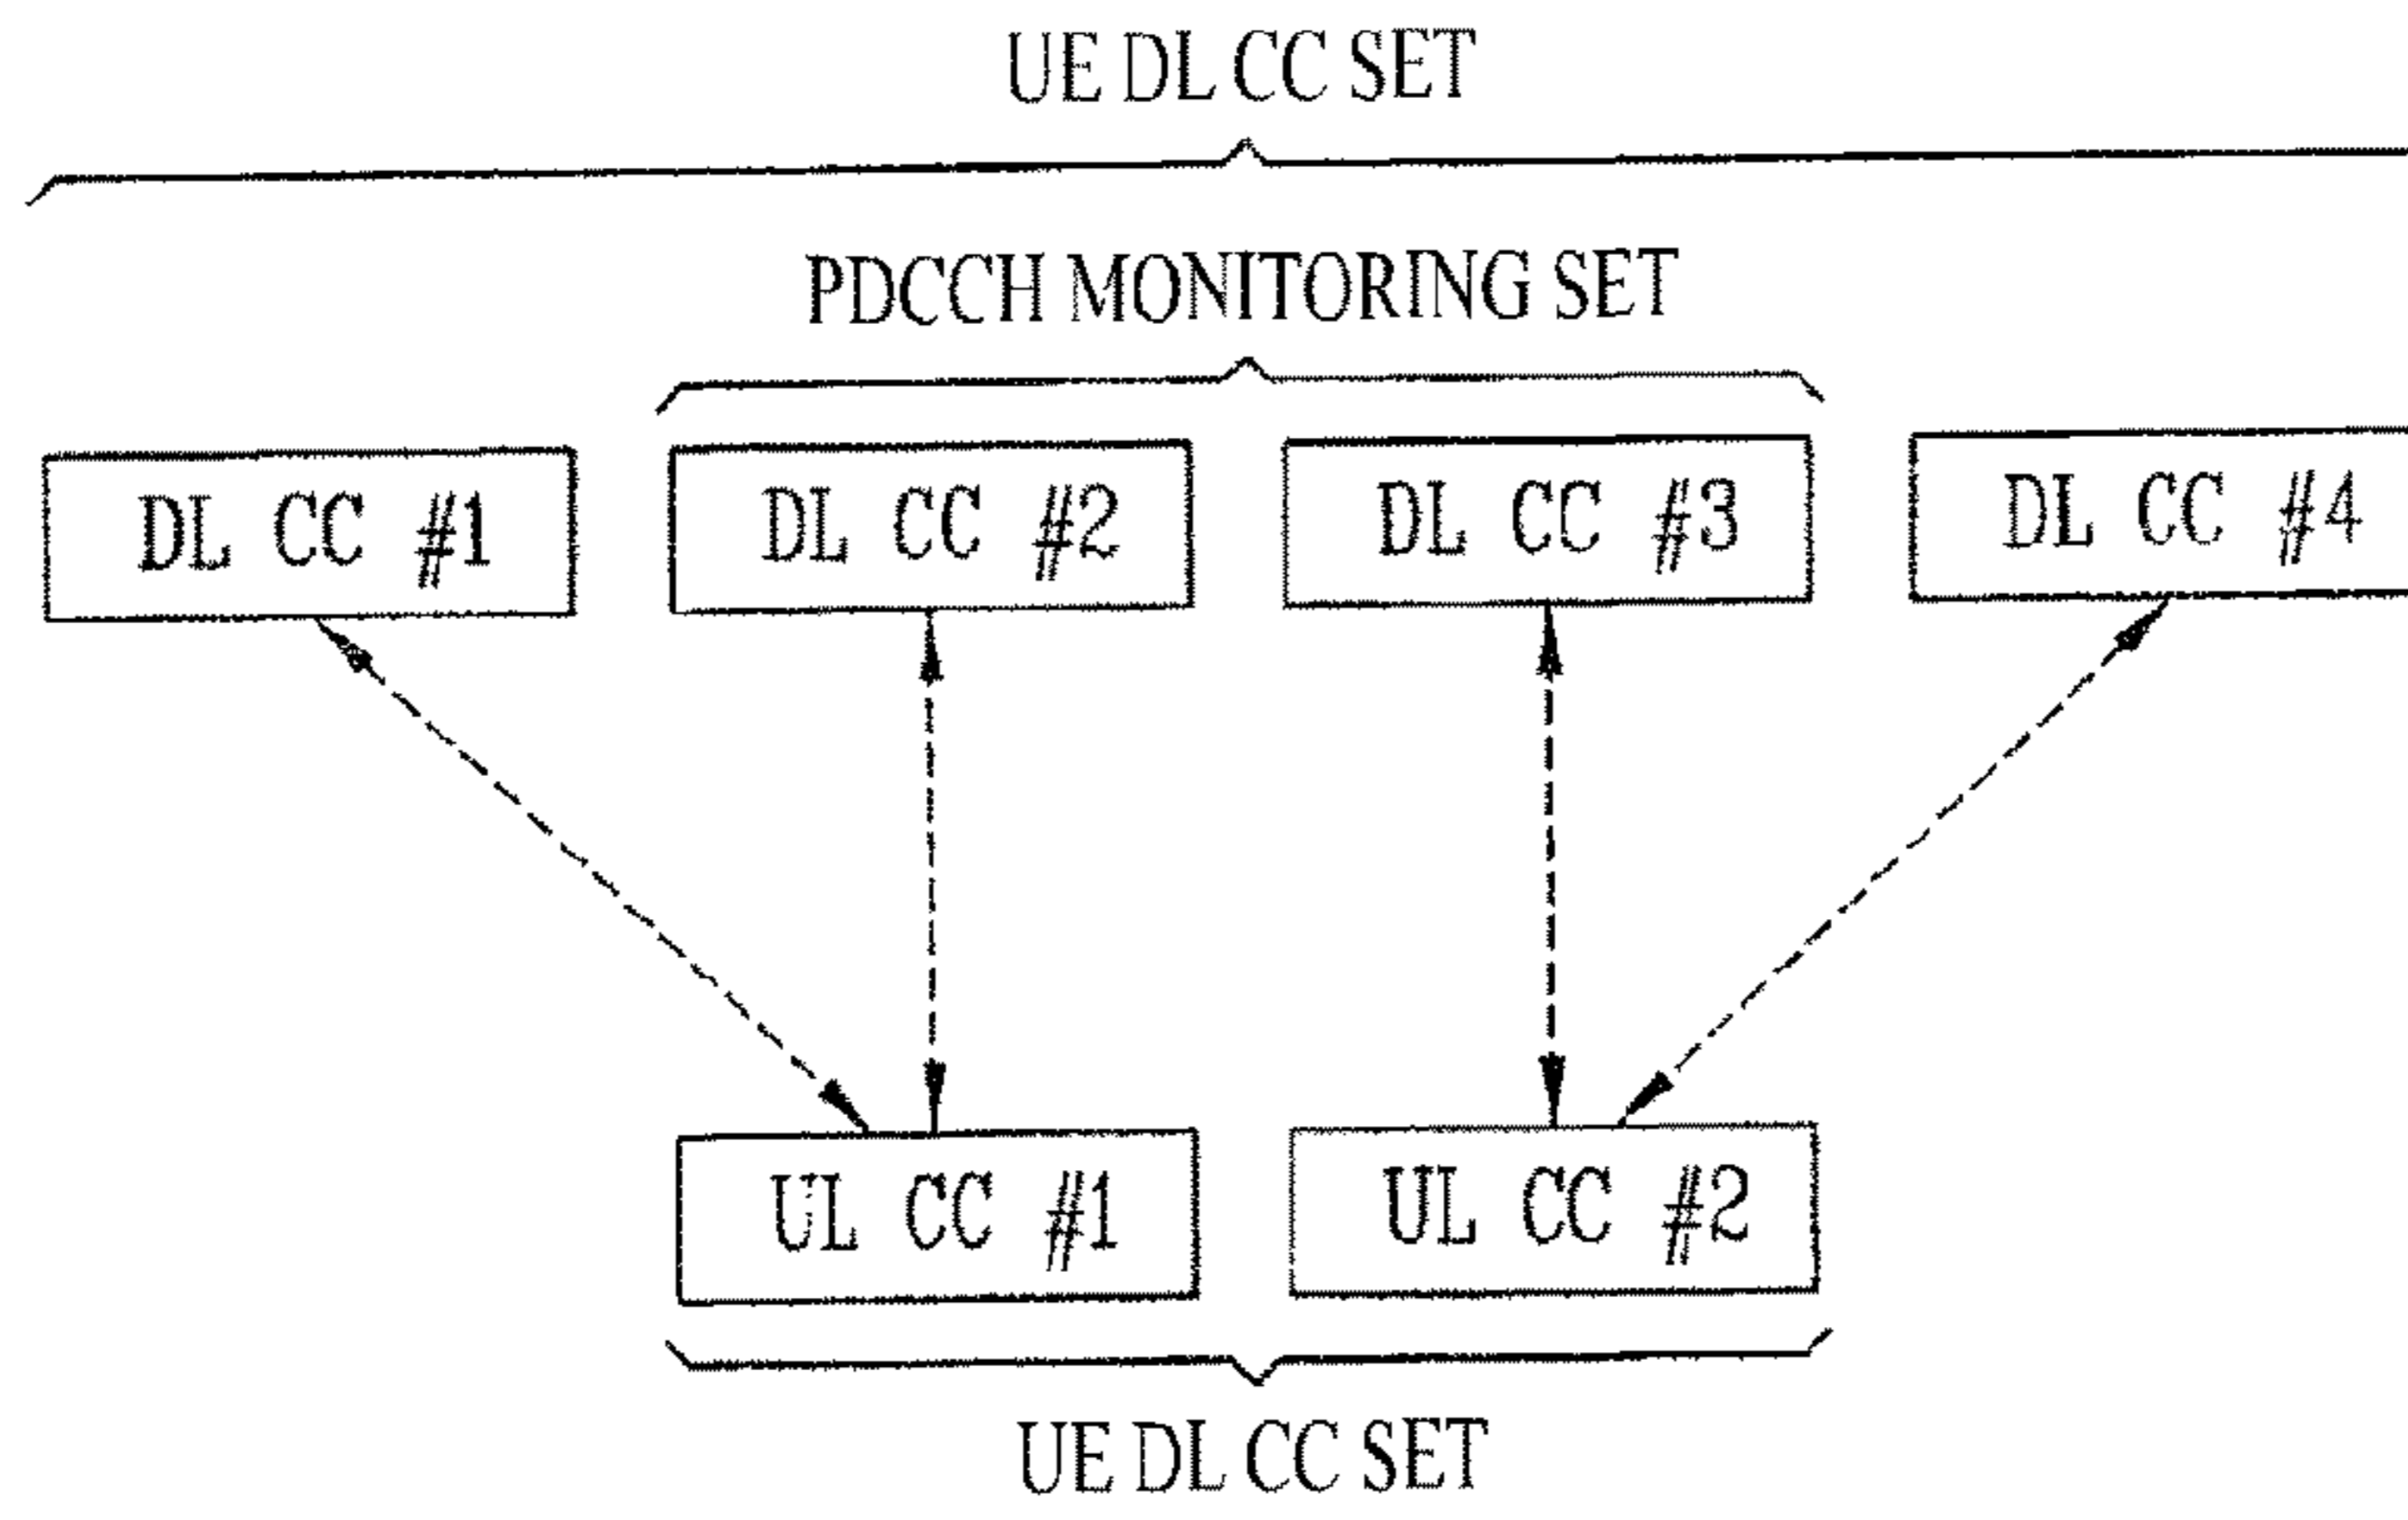 UE DL CC SET
PDCCH MONITORING SET
DL CC #1 DL CC #2 DL CC #3 DL CC #4
UL CC #1 UL CC #2
UE DL CC SET